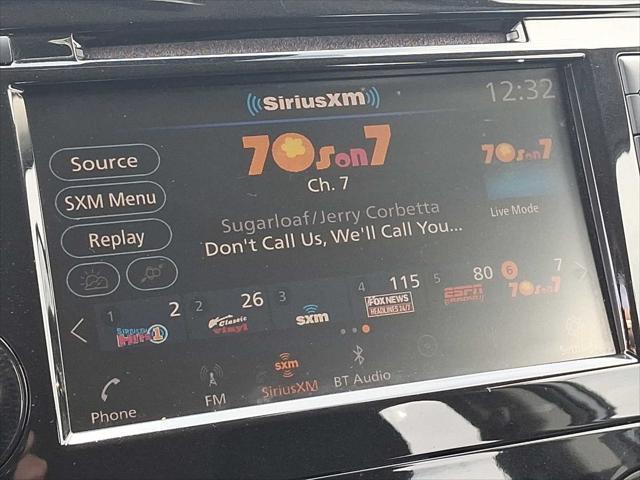 SiriusXM
12:32
Source
70s on 7
70s on 7
SXM Menu
Ch. 7
Live Mode
Sugarloaf/Jerry Corbetta
Replay
Don't Call Us, We'll Call You...
1 2
2 26
3
4 115
5 80
6 7
SiriusXM Hits 1
Classic Vinyl
sxm
FOX NEWS
HEADLINES 24/7
ESPN
70s on 7
Phone
FM
sxm
SiriusXM
BT Audio